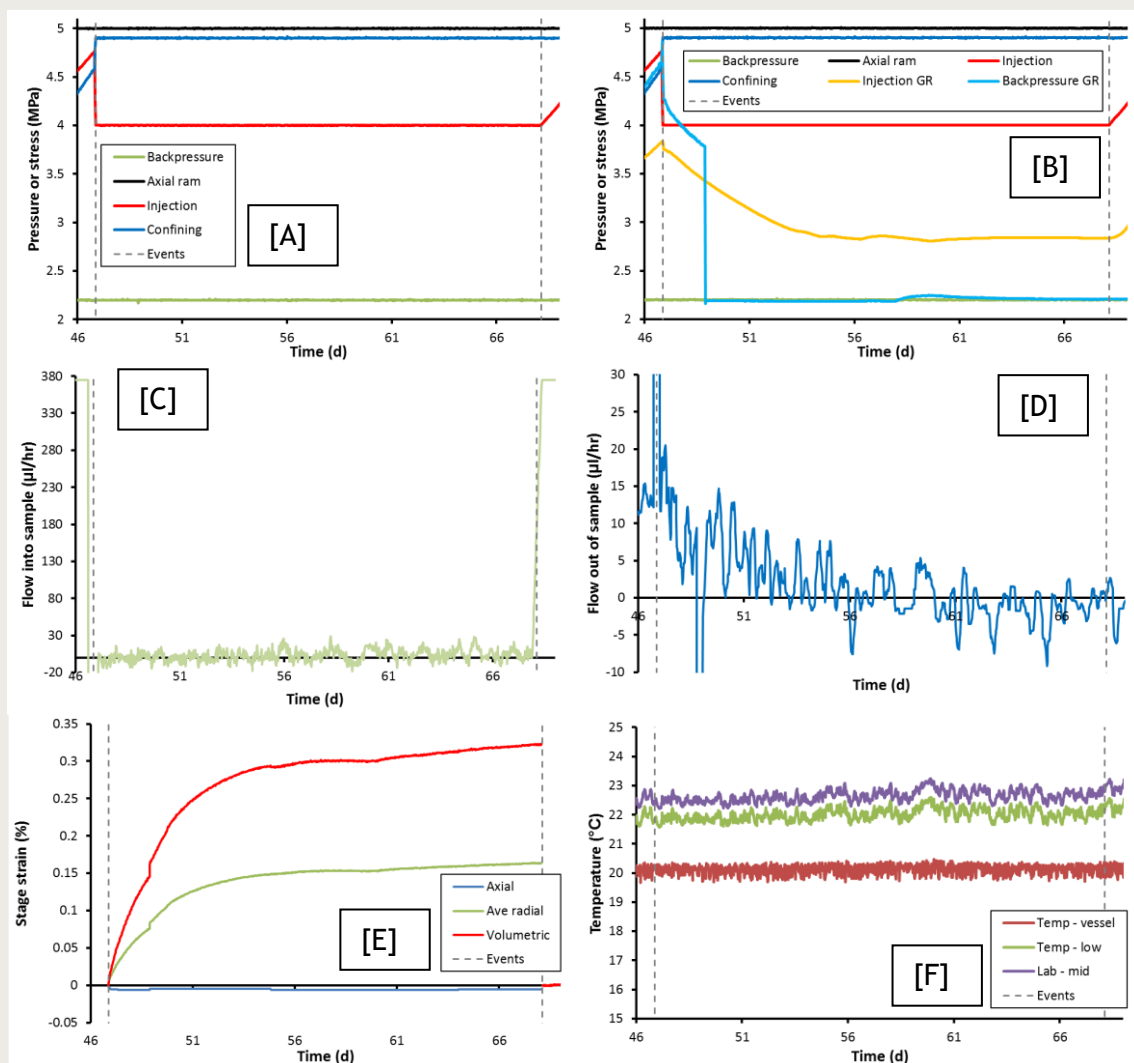 Pressure or stress (MPa)
5
4.5
4
3.5
3
2.5
2
46 51 56 61 66
Time (d)
Backpressure
Axial ram
Injection
Confining
Events
[A]
Pressure or stress (MPa)
5
4.5
4
3.5
3
2.5
2
46 51 56 61 66
Time (d)
Backpressure Axial ram Injection
Confining Injection GR Backpressure GR
Events
[B]
Flow into sample (µl/hr)
380
330
280
230
180
130
80
30
-20
46 51 56 61 66
Time (d)
[C]
Flow out of sample (µl/hr)
30
25
20
15
10
5
0
-5
-10
46 51 56 61 66
Time (d)
[D]
Stage strain (%)
0.35
0.3
0.25
0.2
0.15
0.1
0.05
0
-0.05
46 51 56 61 66
Time (d)
Axial
Ave radial
Volumetric
Events
[E]
Temperature (°C)
25
24
23
22
21
20
19
18
17
16
15
46 51 56 61 66
Time (d)
Temp - vessel
Temp - low
Lab - mid
Events
[F]